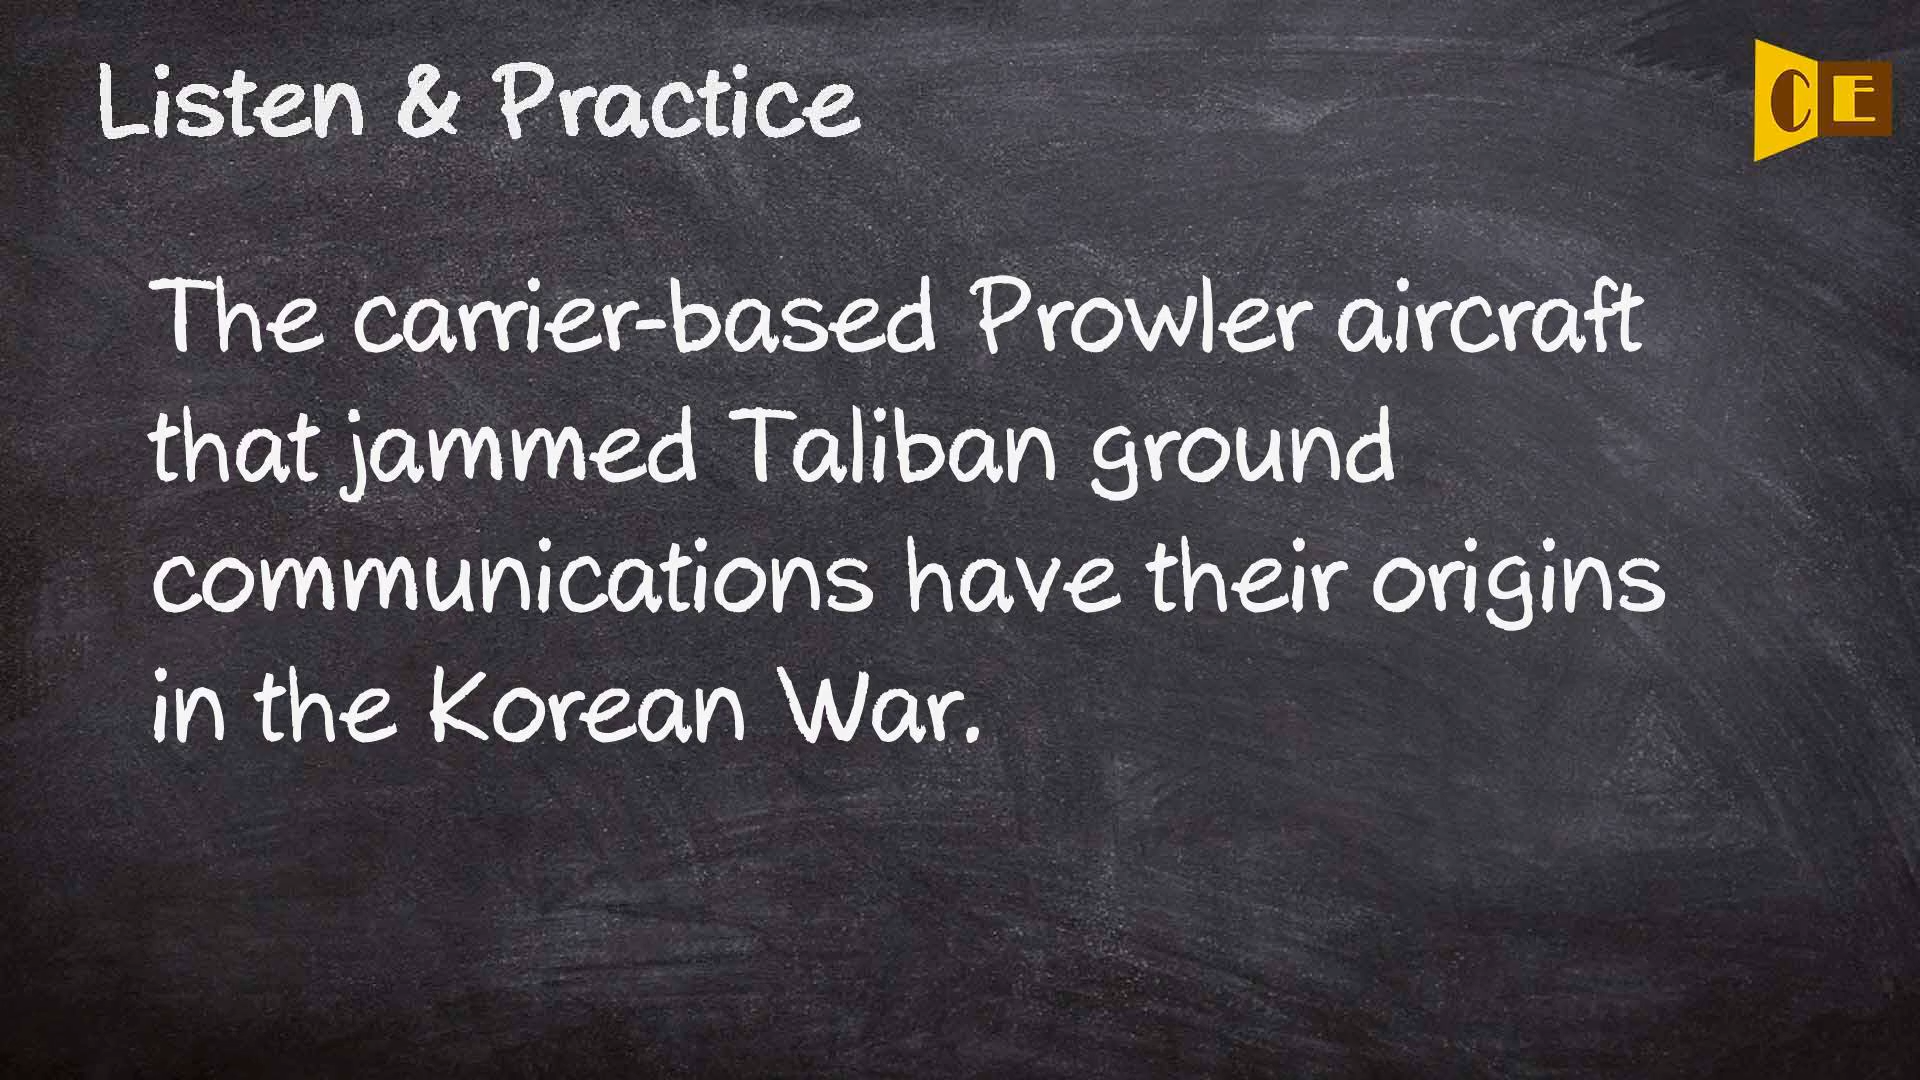 Listen & Practice
CE
The carrier-based Prowler aircraft
that jammed Taliban ground
communications have their origins
in the Korean War.